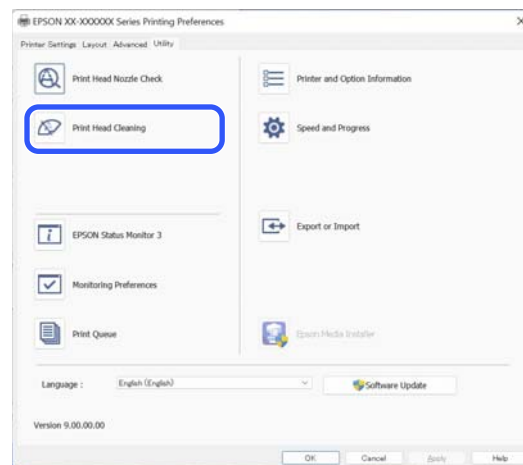 EPSON XX-XXXXXX Series Printing Preferences
Printer Settings Layout Advanced Utility
Print Head Nozzle Check
Printer and Option Information
Print Head Cleaning
Speed and Progress
EPSON Status Monitor 3
Export or Import
Monitoring Preferences
Print Queue
Epson Media Installer
Language :
English (English)
Software Update
Version 9.00.00.00
OK Cancel Apply Help